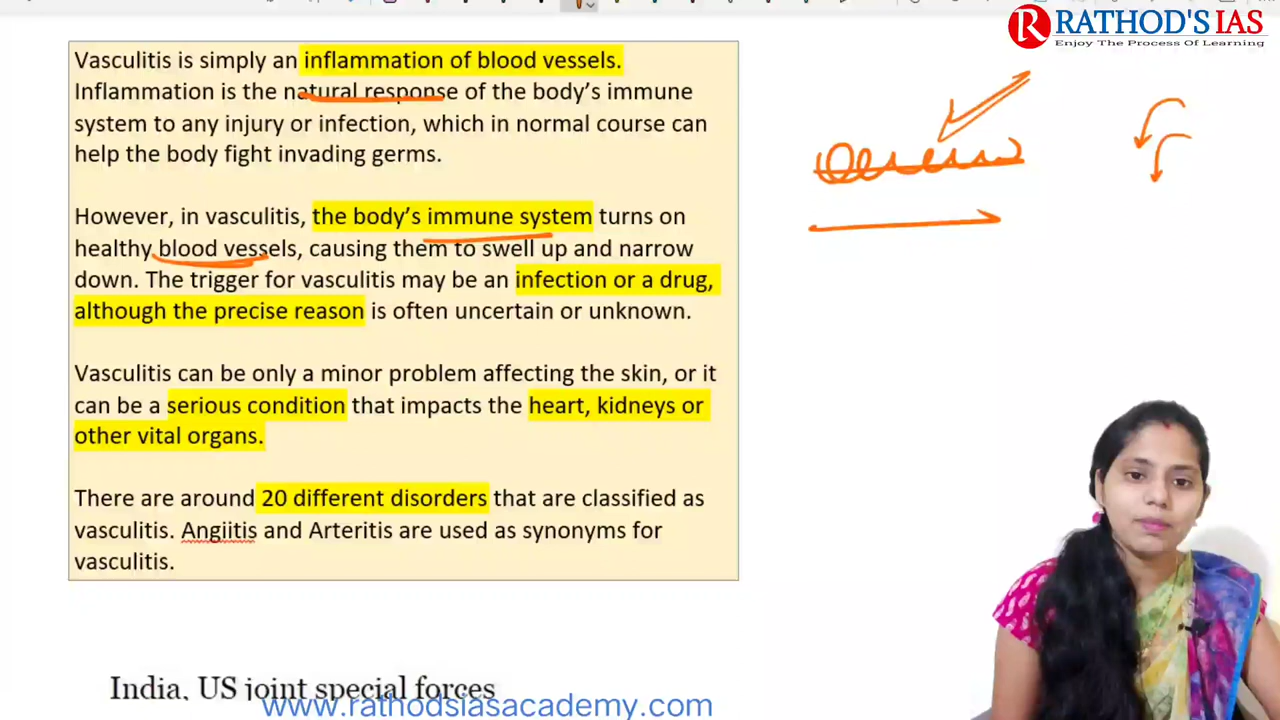 RATHOD'S IAS
Enjoy The Process Of Learning
Vasculitis is simply an inflammation of blood vessels.
Inflammation is the natural response of the body’s immune
system to any injury or infection, which in normal course can
help the body fight invading germs.
However, in vasculitis, the body’s immune system turns on
healthy blood vessels, causing them to swell up and narrow
down. The trigger for vasculitis may be an infection or a drug,
although the precise reason is often uncertain or unknown.
Vasculitis can be only a minor problem affecting the skin, or it
can be a serious condition that impacts the heart, kidneys or
other vital organs.
There are around 20 different disorders that are classified as
vasculitis. Angiitis and Arteritis are used as synonyms for
vasculitis.
India, US joint special forces
www.rathodsiasacademy.com